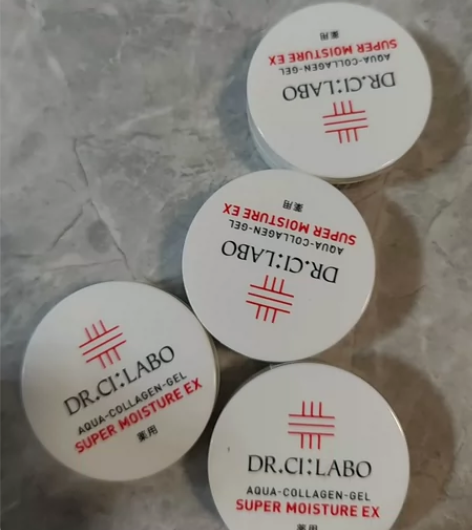 DR.CI:LABO
AQUA-COLLAGEN-GEL
SUPER MOISTURE EX
薬用
DR.CI:LABO
AQUA-COLLAGEN-GEL
SUPER MOISTURE EX
薬用
DR.CI:LABO
AQUA-COLLAGEN-GEL
SUPER MOISTURE EX
薬用
DR.CI:LABO
AQUA-COLLAGEN-GEL
SUPER MOISTURE EX
薬用